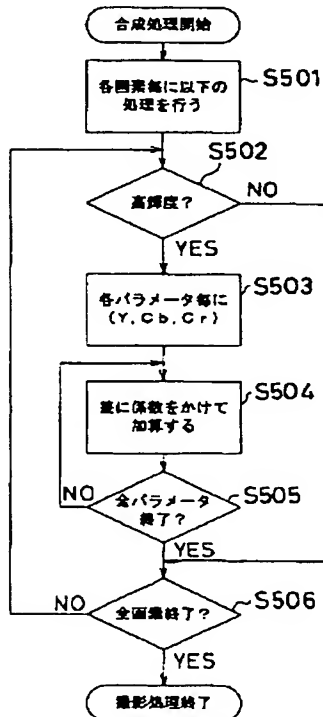 合成処理開始
S501
各画素毎に以下の
処理を行う
S502
高輝度？
NO
YES
S503
各パラメータ毎に
(Y,Cb,Cr)
S504
差に係数をかけて
加算する
S505
全パラメータ
終了？
NO
YES
S506
全画素終了？
NO
YES
撮影処理終了